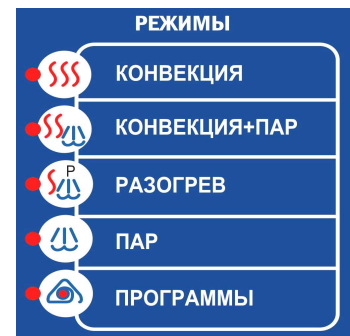 РЕЖИМЫ
КОНВЕКЦИЯ
КОНВЕКЦИЯ+ПАР
P
РАЗОГРЕВ
ПАР
ПРОГРАММЫ